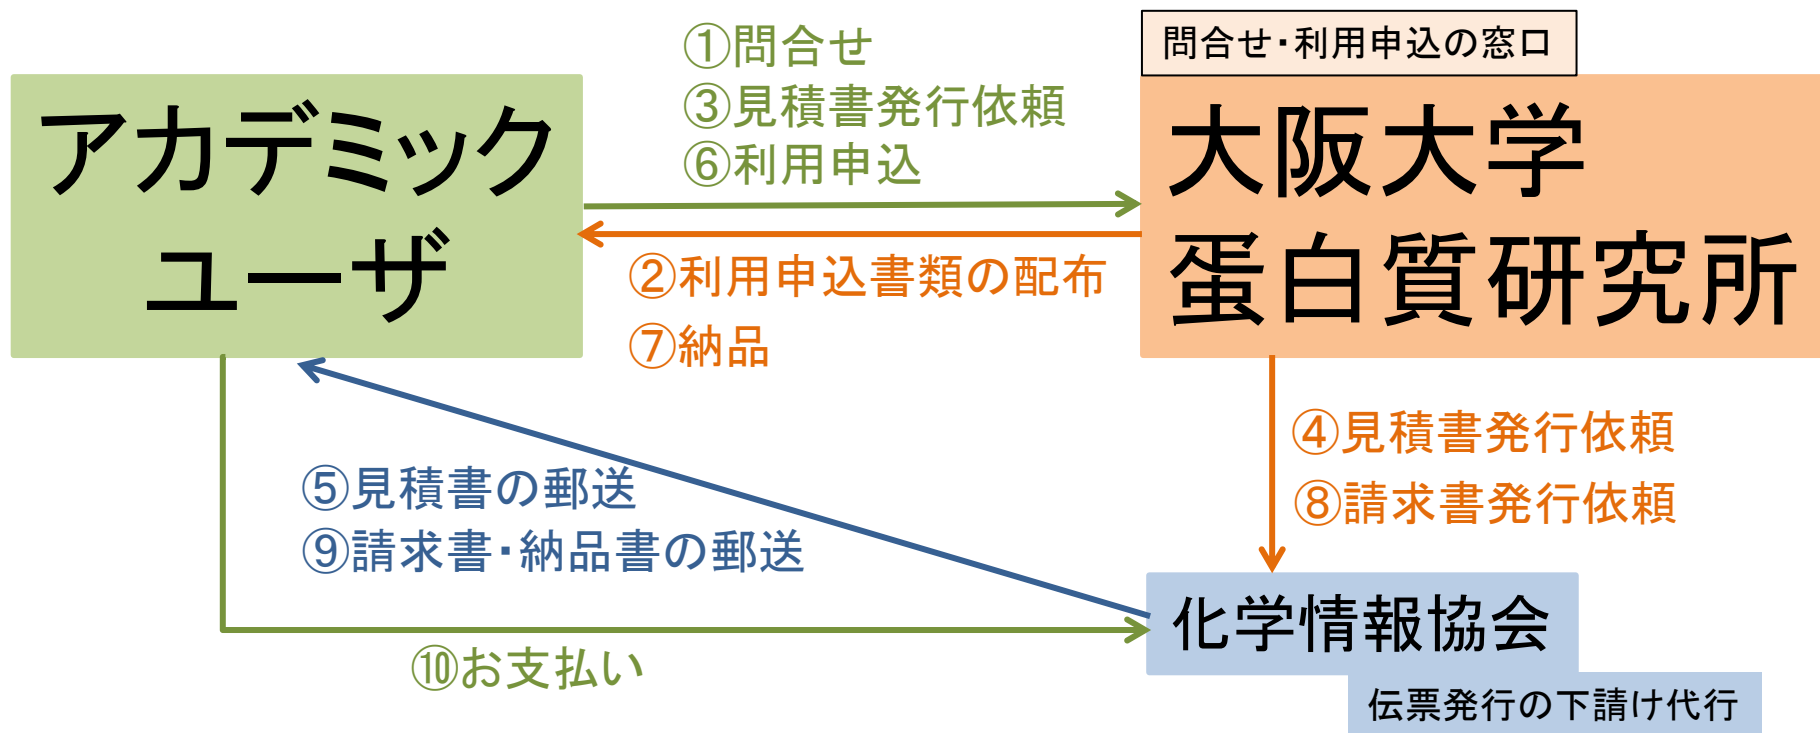 ①問合せ
③見積書発行依頼
⑥利用申込
問合せ・利用申込の窓口
アカデミック
ユーザ
大阪大学
蛋白質研究所
②利用申込書類の配布
⑦納品
④見積書発行依頼
⑧請求書発行依頼
⑤見積書の郵送
⑨請求書・納品書の郵送
化学情報協会
⑩お支払い
伝票発行の下請け代行